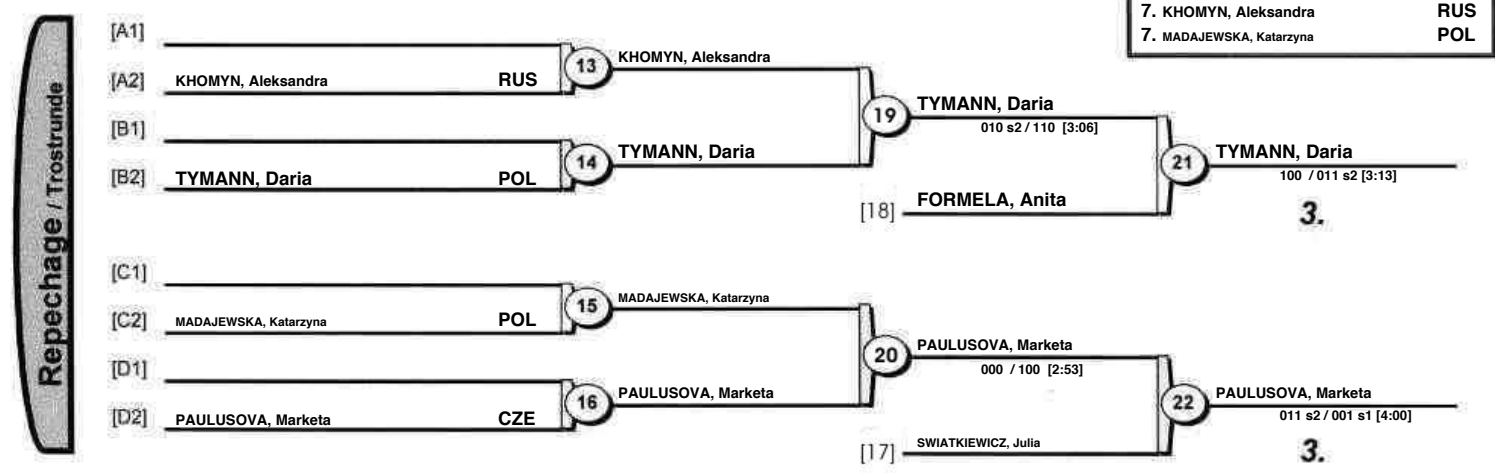 7. KHOMYN, Aleksandra RUS
7. MADAJEWSKA, Katarzyna POL
Repechage / Trostrunde
[A1]
13 KHOMYN, Aleksandra
[A2] KHOMYN, Aleksandra RUS
19 TYMANN, Daria
010 s2 / 110 [3:06]
[B1]
14 TYMANN, Daria
[B2] TYMANN, Daria POL
21 TYMANN, Daria
100 / 011 s2 [3:13]
[18] FORMELA, Anita
3.
[C1]
15 MADAJEWSKA, Katarzyna
[C2] MADAJEWSKA, Katarzyna POL
20 PAULUSOVA, Marketa
000 / 100 [2:53]
[D1]
16 PAULUSOVA, Marketa
[D2] PAULUSOVA, Marketa CZE
22 PAULUSOVA, Marketa
011 s2 / 001 s1 [4:00]
[17] SWIATKIEWICZ, Julia
3.